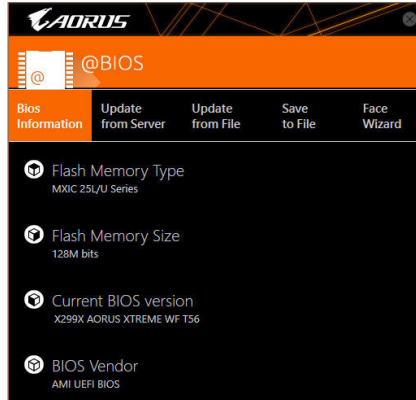 AORUS
@BIOS
@
Bios Information
Update from Server
Update from File
Save to File
Face Wizard
Flash Memory Type
MXIC 25L/U Series
Flash Memory Size
128M bits
Current BIOS version
X299X AORUS XTREME WF T56
BIOS Vendor
AMI UEFI BIOS